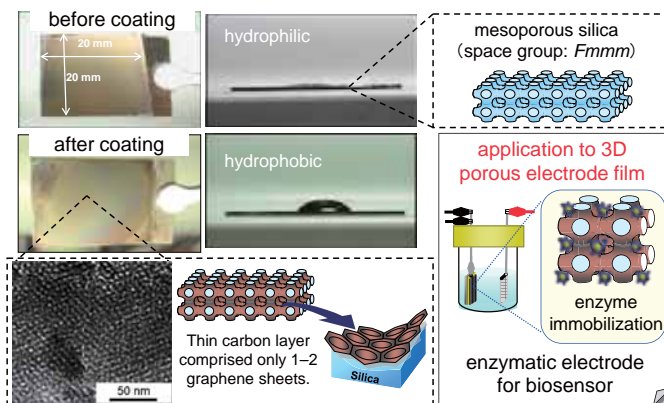 before coating
20 mm
20 mm
hydrophilic
mesoporous silica
(space group: Fmmm)
after coating
hydrophobic
application to 3D
porous electrode film
enzyme
immobilization
enzymatic electrode
for biosensor
50 nm
Thin carbon layer
comprised only 1–2
graphene sheets.
Silica